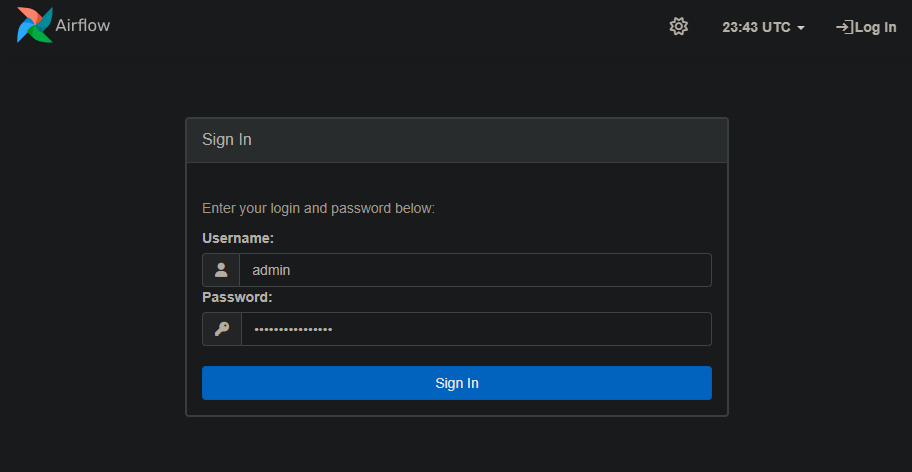 Airflow
23:43 UTC
Log In
Sign In
Enter your login and password below:
Username:
admin
Password:
••••••••••••••••
Sign In